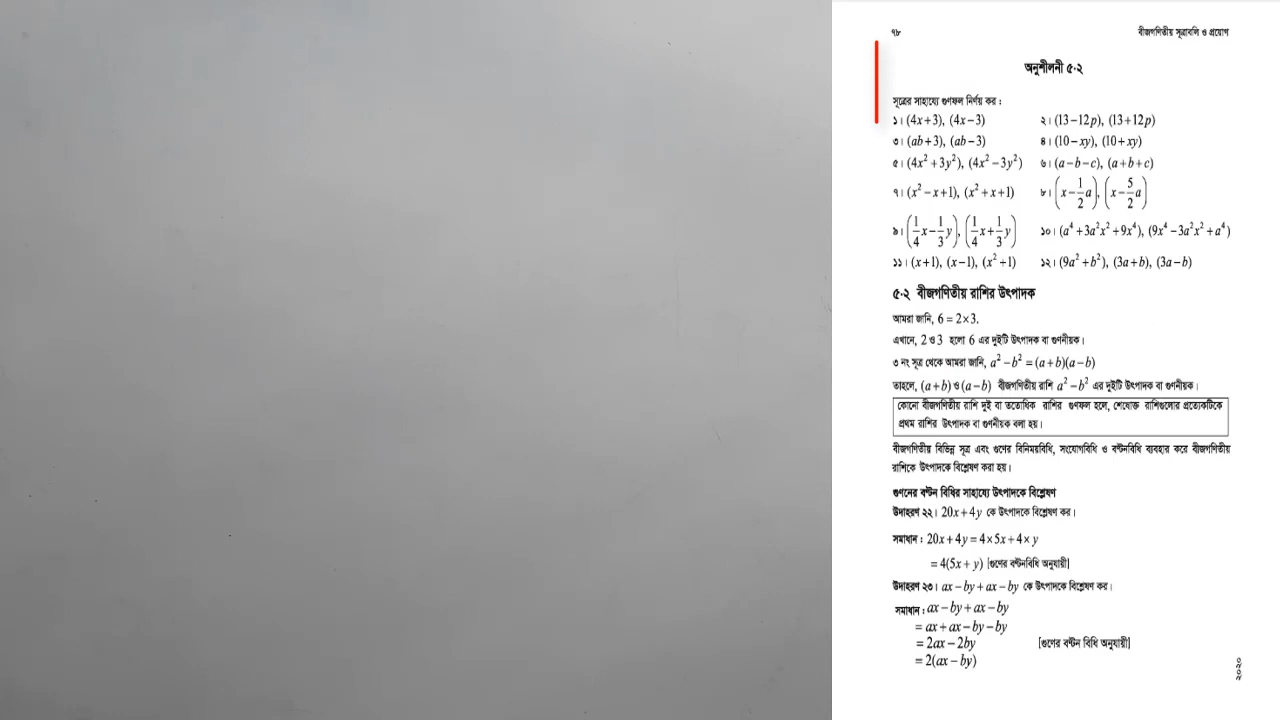 ৭৮ বীজগণিতীয় সূত্রাবলি ও প্রয়োগ
অনুশীলনী ৫·২
সূত্রের সাহায্যে গুণফল নির্ণয় কর :
১। (4x+3), (4x−3) ২। (13−12p), (13+12p)
৩। (ab+3), (ab−3) ৪। (10−xy), (10+xy)
৫। (4x²+3y²), (4x²−3y²) ৬। (a−b−c), (a+b+c)
৭। (x²−x+1), (x²+x+1) ৮। (x−1/2a), (x−5/2a)
৯। (1/4x−1/3y), (1/4x+1/3y) ১০। (a⁴+3a²x²+9x⁴), (9x⁴−3a²x²+a⁴)
১১। (x+1), (x−1), (x²+1) ১২। (9a²+b²), (3a+b), (3a−b)
৫·২ বীজগণিতীয় রাশির উৎপাদক
আমরা জানি, 6 = 2×3.
এখানে, 2 ও 3 হলো 6 এর দুইটি উৎপাদক বা গুণনীয়ক।
৩ নং সূত্র থেকে আমরা জানি, a²−b² = (a+b)(a−b)
তাহলে, (a+b) ও (a−b) বীজগণিতীয় রাশি a²−b² এর দুইটি উৎপাদক বা গুণনীয়ক।
কোনো বীজগণিতীয় রাশি দুই বা ততোধিক রাশির গুণফল হলে, শেষোক্ত রাশিগুলোর প্রত্যেকটিকে
প্রথম রাশির উৎপাদক বা গুণনীয়ক বলা হয়।
বীজগণিতীয় বিভিন্ন সূত্র এবং গুণের বিনিময়বিধি, সংযোগবিধি ও বণ্টনবিধি ব্যবহার করে বীজগণিতীয়
রাশিকে উৎপাদকে বিশ্লেষণ করা হয়।
গুণনের বণ্টন বিধির সাহায্যে উৎপাদকে বিশ্লেষণ
উদাহরণ ২২। 20x+4y কে উৎপাদকে বিশ্লেষণ কর।
সমাধান : 20x+4y = 4×5x+4×y
= 4(5x+y) [গুণের বণ্টনবিধি অনুযায়ী]
উদাহরণ ২৩। ax−by+ax−by কে উৎপাদকে বিশ্লেষণ কর।
সমাধান : ax−by+ax−by
= ax+ax−by−by
= 2ax−2by [গুণের বণ্টন বিধি অনুযায়ী]
= 2(ax−by)
২০২০